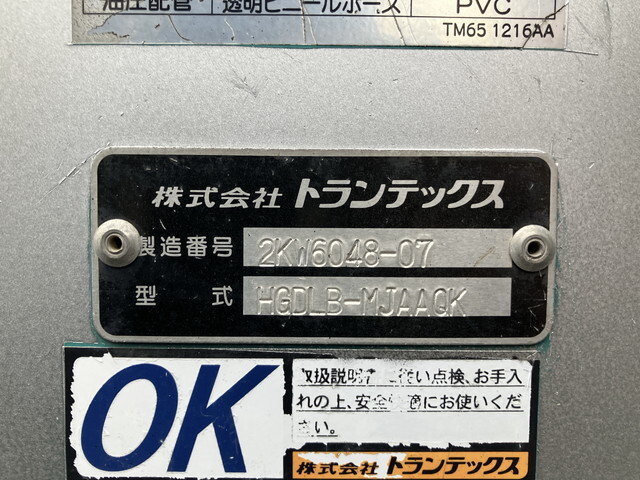 油圧配管 透明ビニールホース PVC
TM65 1216AA
株式会社 トランテックス
製造番号 2KW6048-07
型式 HGDLB-MJAAQK
OK
取扱説明 従い点検、お手入
れの上、安全 適にお使いくだ
さい。
株式会社トランテックス